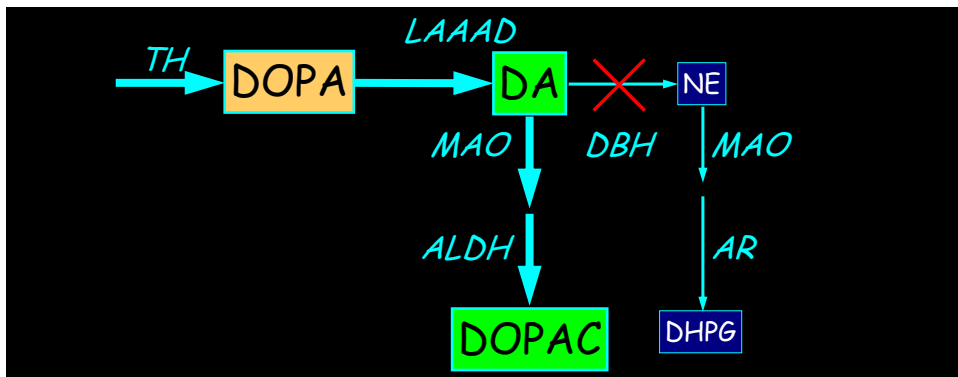 LAAAD
TH
DOPA
DA
NE
MAO
DBH
MAO
ALDH
AR
DOPAC
DHPG